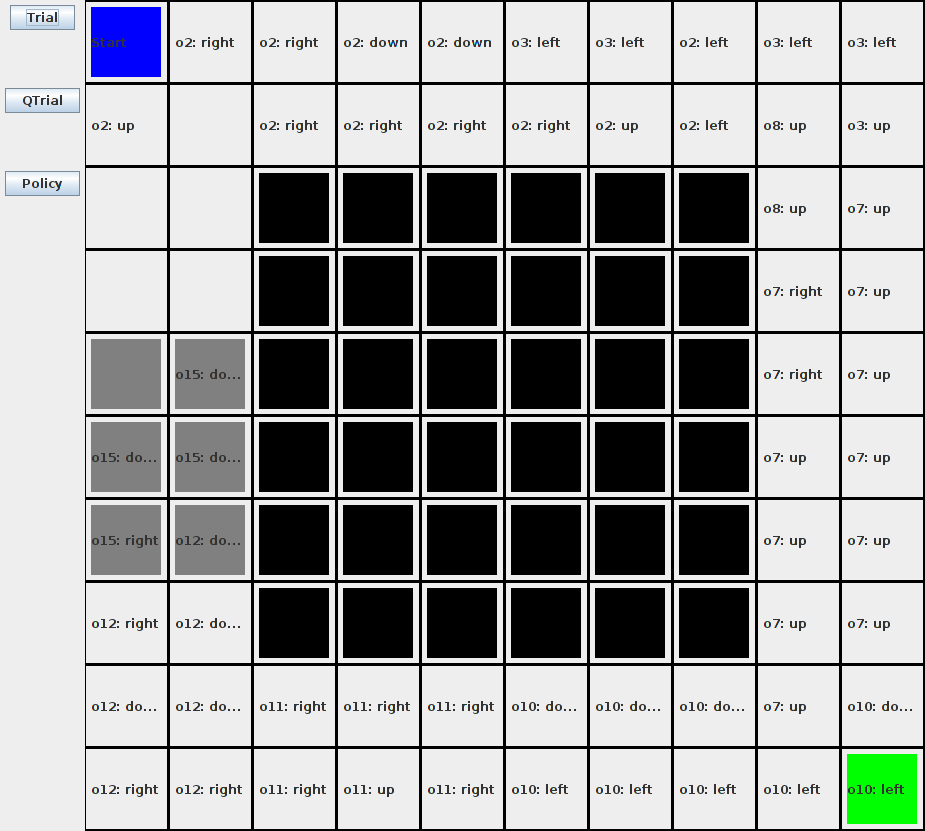 Trial
Start
o2: right
o2: right
o2: down
o2: down
o3: left
o3: left
o2: left
o3: left
o3: left
QTrial
o2: up
o2: right
o2: right
o2: right
o2: right
o2: up
o2: left
o8: up
o3: up
Policy
o8: up
o7: up
o7: right
o7: up
o15: do...
o7: right
o7: up
o15: do...
o15: do...
o7: up
o7: up
o15: right
o12: do...
o7: up
o7: up
o12: right
o12: do...
o7: up
o7: up
o12: do...
o12: do...
o11: right
o11: right
o11: right
o10: do...
o10: do...
o10: do...
o7: up
o10: do...
o12: right
o12: right
o11: right
o11: up
o11: right
o10: left
o10: left
o10: left
o10: left
o10: left